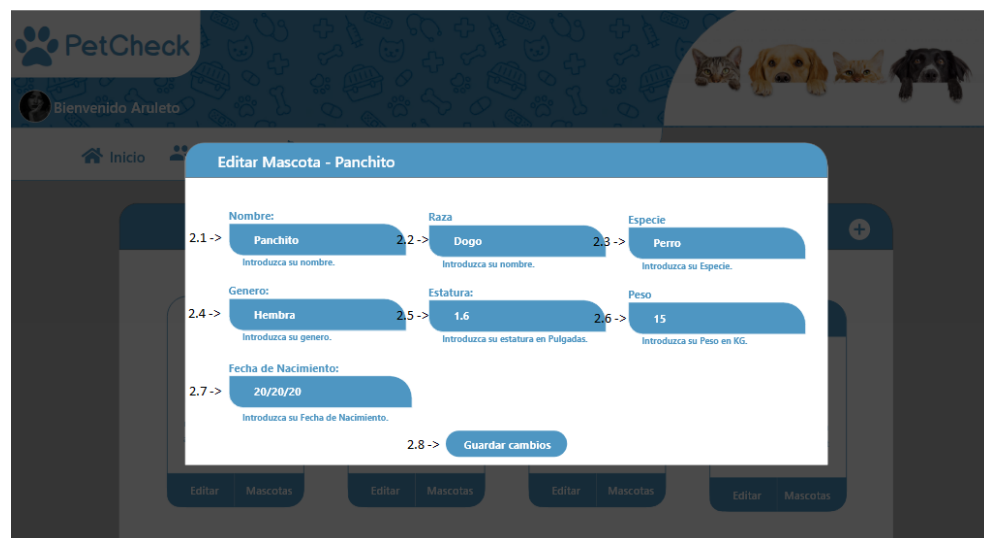 PetCheck
Bienvenido Aruleto
Inicio
Editar Mascota - Panchito
Nombre: Raza Especie
2.1 -> Panchito 2.2 -> Dogo 2.3 -> Perro
Introduzca su nombre. Introduzca su nombre. Introduzca su Especie.
Genero: Estatura: Peso
2.4 -> Hembra 2.5 -> 1.6 2.6 -> 15
Introduzca su genero. Introduzca su estatura en Pulgadas. Introduzca su Peso en KG.
Fecha de Nacimiento:
2.7 -> 20/20/20
Introduzca su Fecha de Nacimiento.
2.8 -> Guardar cambios
Editar Mascotas Editar Mascotas Editar Mascotas Editar Mascotas